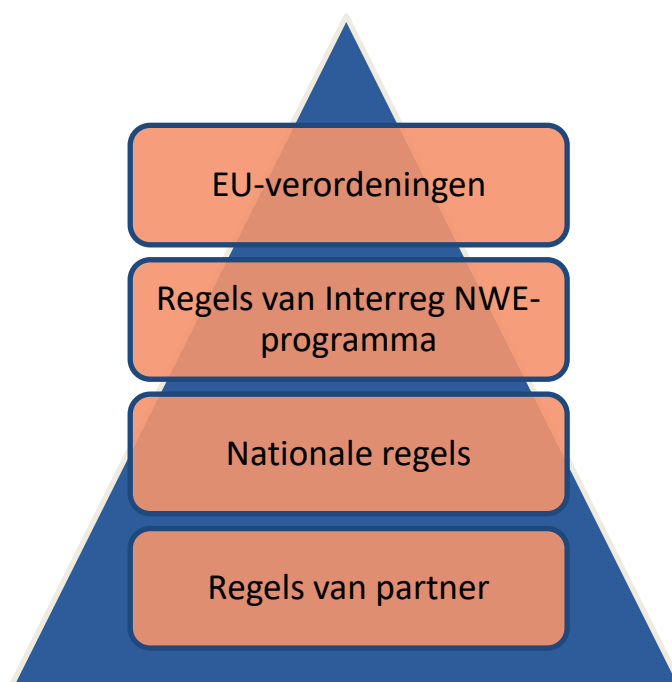 EU-verordeningen
Regels van Interreg NWE-
programma
Nationale regels
Regels van partner